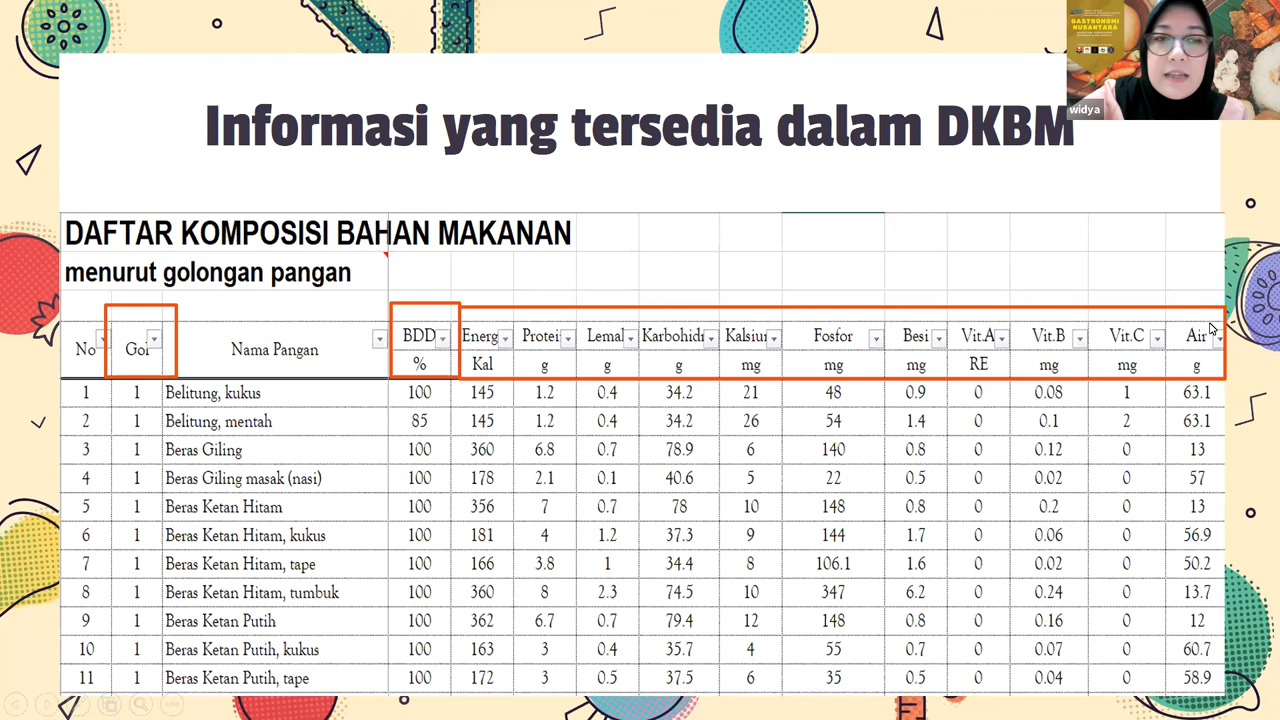 GASTRONOMI
NUSANTARA
widya
Informasi yang tersedia dalam DKBM
DAFTAR KOMPOSISI BAHAN MAKANAN
menurut golongan pangan
No Gol Nama Pangan BDD Energ Protei Lemal Karbohidr Kalsiur Fosfor Besi Vit.A Vit.B Vit.C Air
% Kal g g g mg mg mg RE mg mg g
1 1 Belitung, kukus 100 145 1.2 0.4 34.2 21 48 0.9 0 0.08 1 63.1
2 1 Belitung, mentah 85 145 1.2 0.4 34.2 26 54 1.4 0 0.1 2 63.1
3 1 Beras Giling 100 360 6.8 0.7 78.9 6 140 0.8 0 0.12 0 13
4 1 Beras Giling masak (nasi) 100 178 2.1 0.1 40.6 5 22 0.5 0 0.02 0 57
5 1 Beras Ketan Hitam 100 356 7 0.7 78 10 148 0.8 0 0.2 0 13
6 1 Beras Ketan Hitam, kukus 100 181 4 1.2 37.3 9 144 1.7 0 0.06 0 56.9
7 1 Beras Ketan Hitam, tape 100 166 3.8 1 34.4 8 106.1 1.6 0 0.02 0 50.2
8 1 Beras Ketan Hitam, tumbuk 100 360 8 2.3 74.5 10 347 6.2 0 0.24 0 13.7
9 1 Beras Ketan Putih 100 362 6.7 0.7 79.4 12 148 0.8 0 0.16 0 12
10 1 Beras Ketan Putih, kukus 100 163 3 0.4 35.7 4 55 0.7 0 0.07 0 60.7
11 1 Beras Ketan Putih, tape 100 172 3 0.5 37.5 6 35 0.5 0 0.04 0 58.9